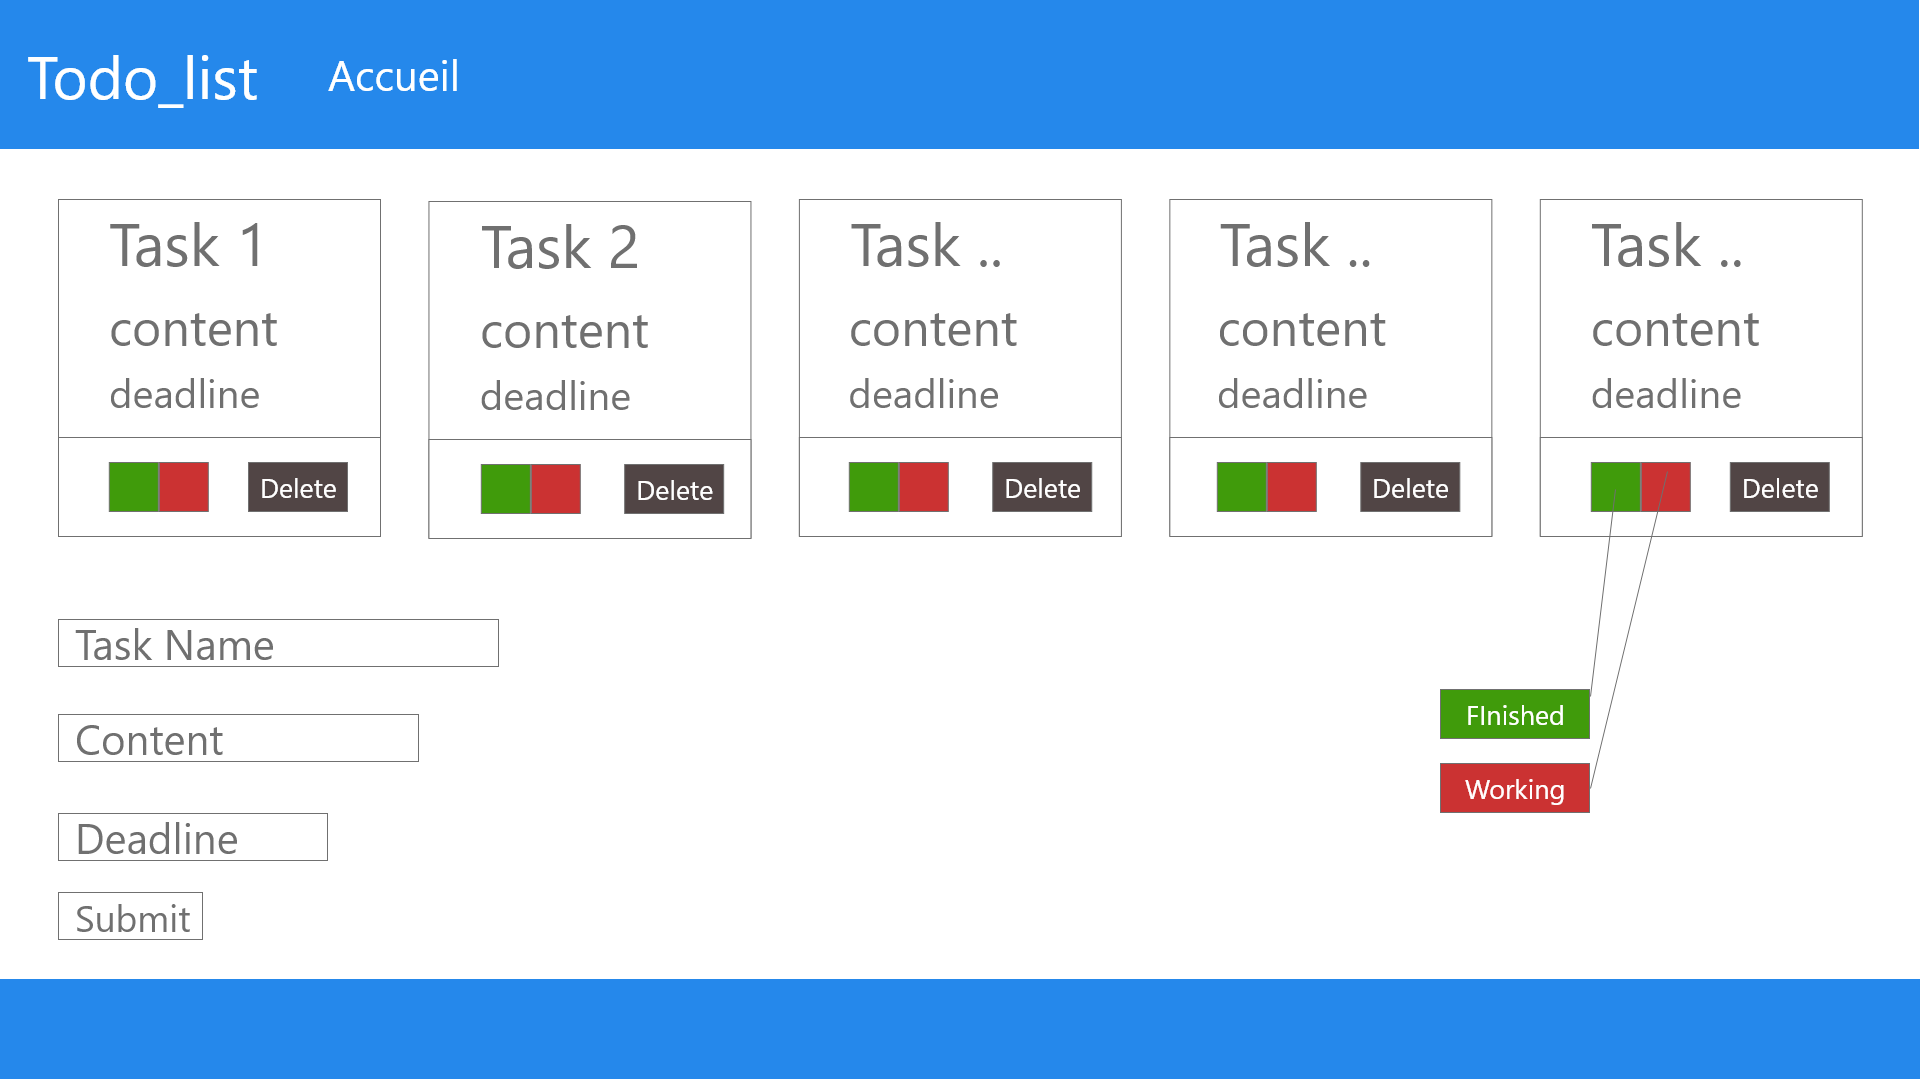 Todo_list
Accueil
Task 1
content
deadline
Delete
Task 2
content
deadline
Delete
Task ..
content
deadline
Delete
Task ..
content
deadline
Delete
Task ..
content
deadline
Delete
Task Name
Content
Deadline
Submit
FInished
Working